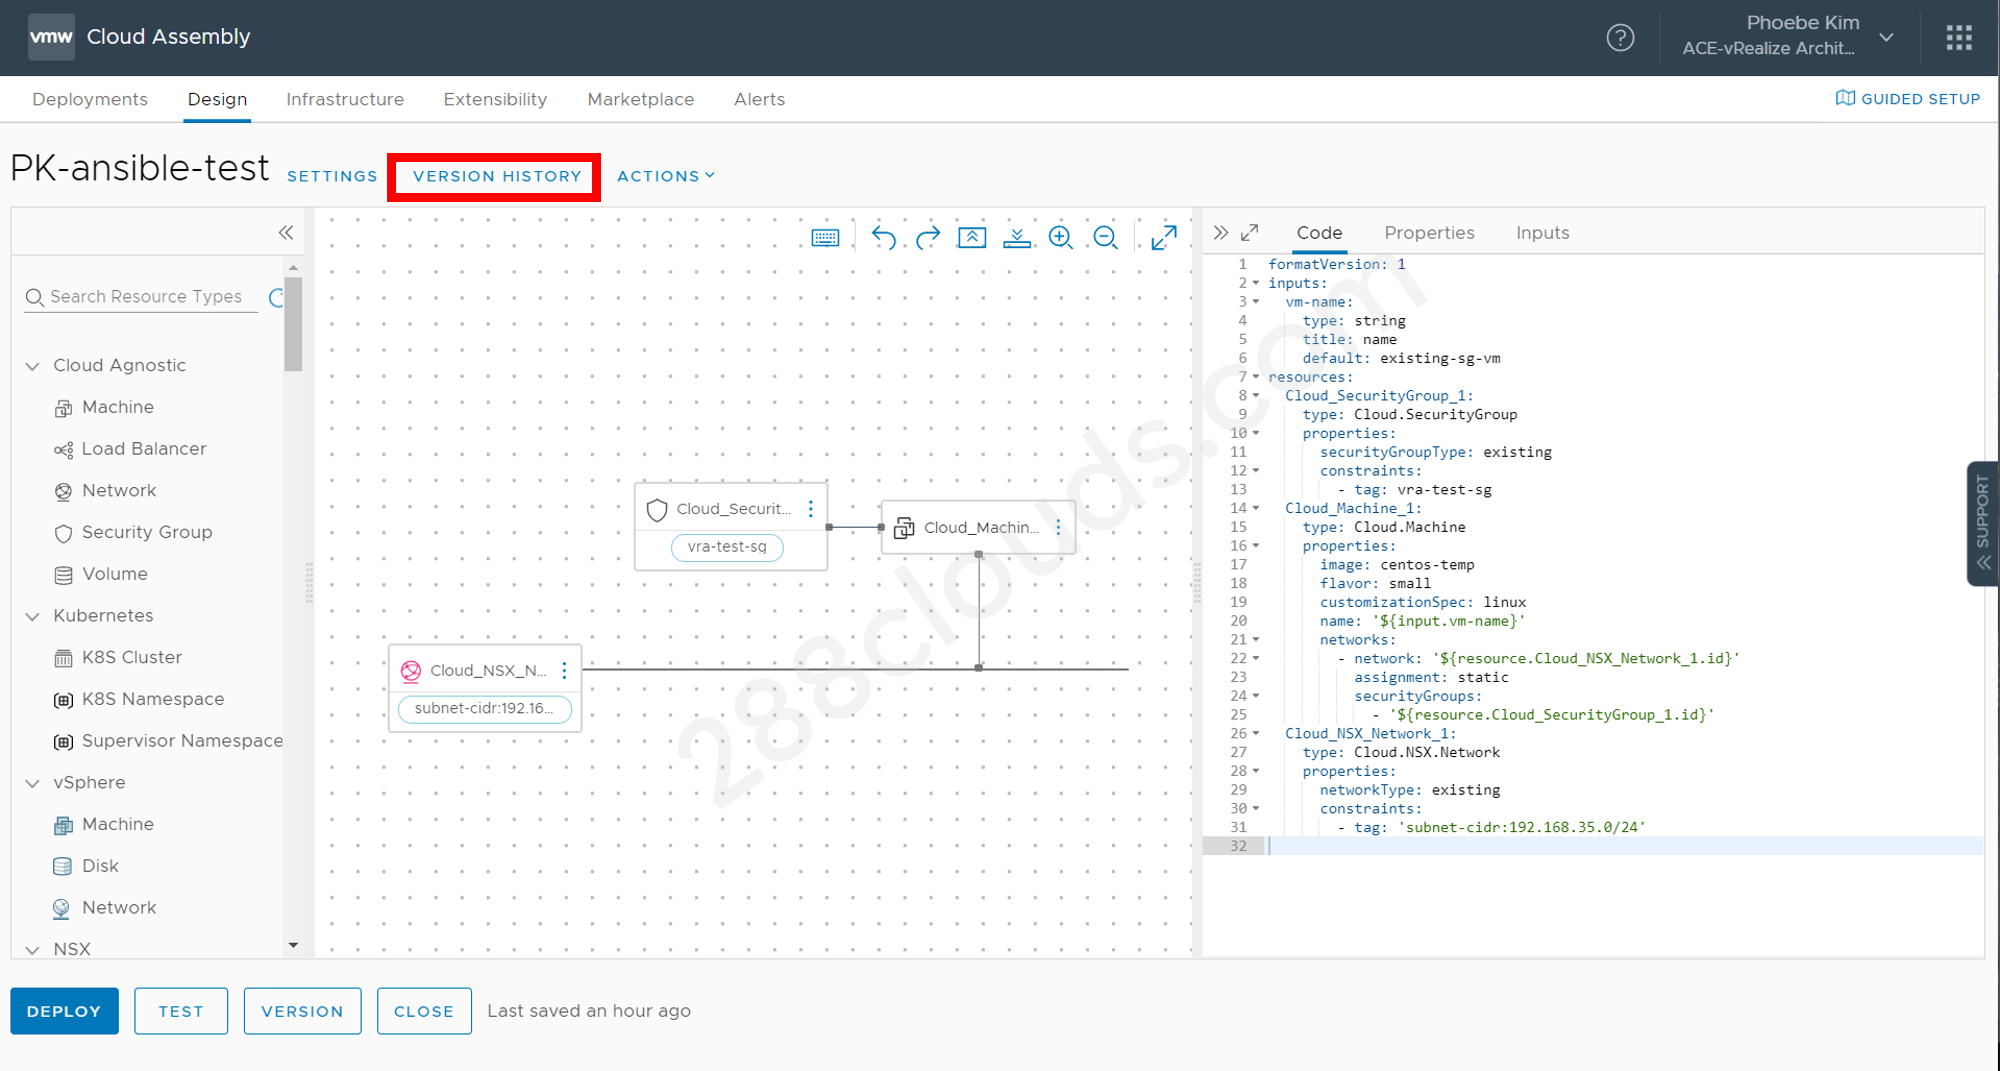 vmw Cloud Assembly
Phoebe Kim
ACE-vRealize Archit...
Deployments Design Infrastructure Extensibility Marketplace Alerts
GUIDED SETUP
PK-ansible-test SETTINGS VERSION HISTORY ACTIONS
Search Resource Types
Cloud Agnostic
Machine
Load Balancer
Network
Security Group
Volume
Kubernetes
K8S Cluster
K8S Namespace
Supervisor Namespace
vSphere
Machine
Disk
Network
NSX
Cloud_Securit...
vra-test-sg
Cloud_Machin...
Cloud_NSX_N...
subnet-cidr:192.16...
288clouds.com
Code Properties Inputs
1 formatVersion: 1
2 inputs:
3 vm-name:
4 type: string
5 title: name
6 default: existing-sg-vm
7 resources:
8 Cloud_SecurityGroup_1:
9 type: Cloud.SecurityGroup
10 properties:
11 securityGroupType: existing
12 constraints:
13 - tag: vra-test-sg
14 Cloud_Machine_1:
15 type: Cloud.Machine
16 properties:
17 image: centos-temp
18 flavor: small
19 customizationSpec: linux
20 name: '${input.vm-name}'
21 networks:
22 - network: '${resource.Cloud_NSX_Network_1.id}'
23 assignment: static
24 securityGroups:
25 - '${resource.Cloud_SecurityGroup_1.id}'
26 Cloud_NSX_Network_1:
27 type: Cloud.NSX.Network
28 properties:
29 networkType: existing
30 constraints:
31 - tag: 'subnet-cidr:192.168.35.0/24'
32
SUPPORT
DEPLOY TEST VERSION CLOSE Last saved an hour ago